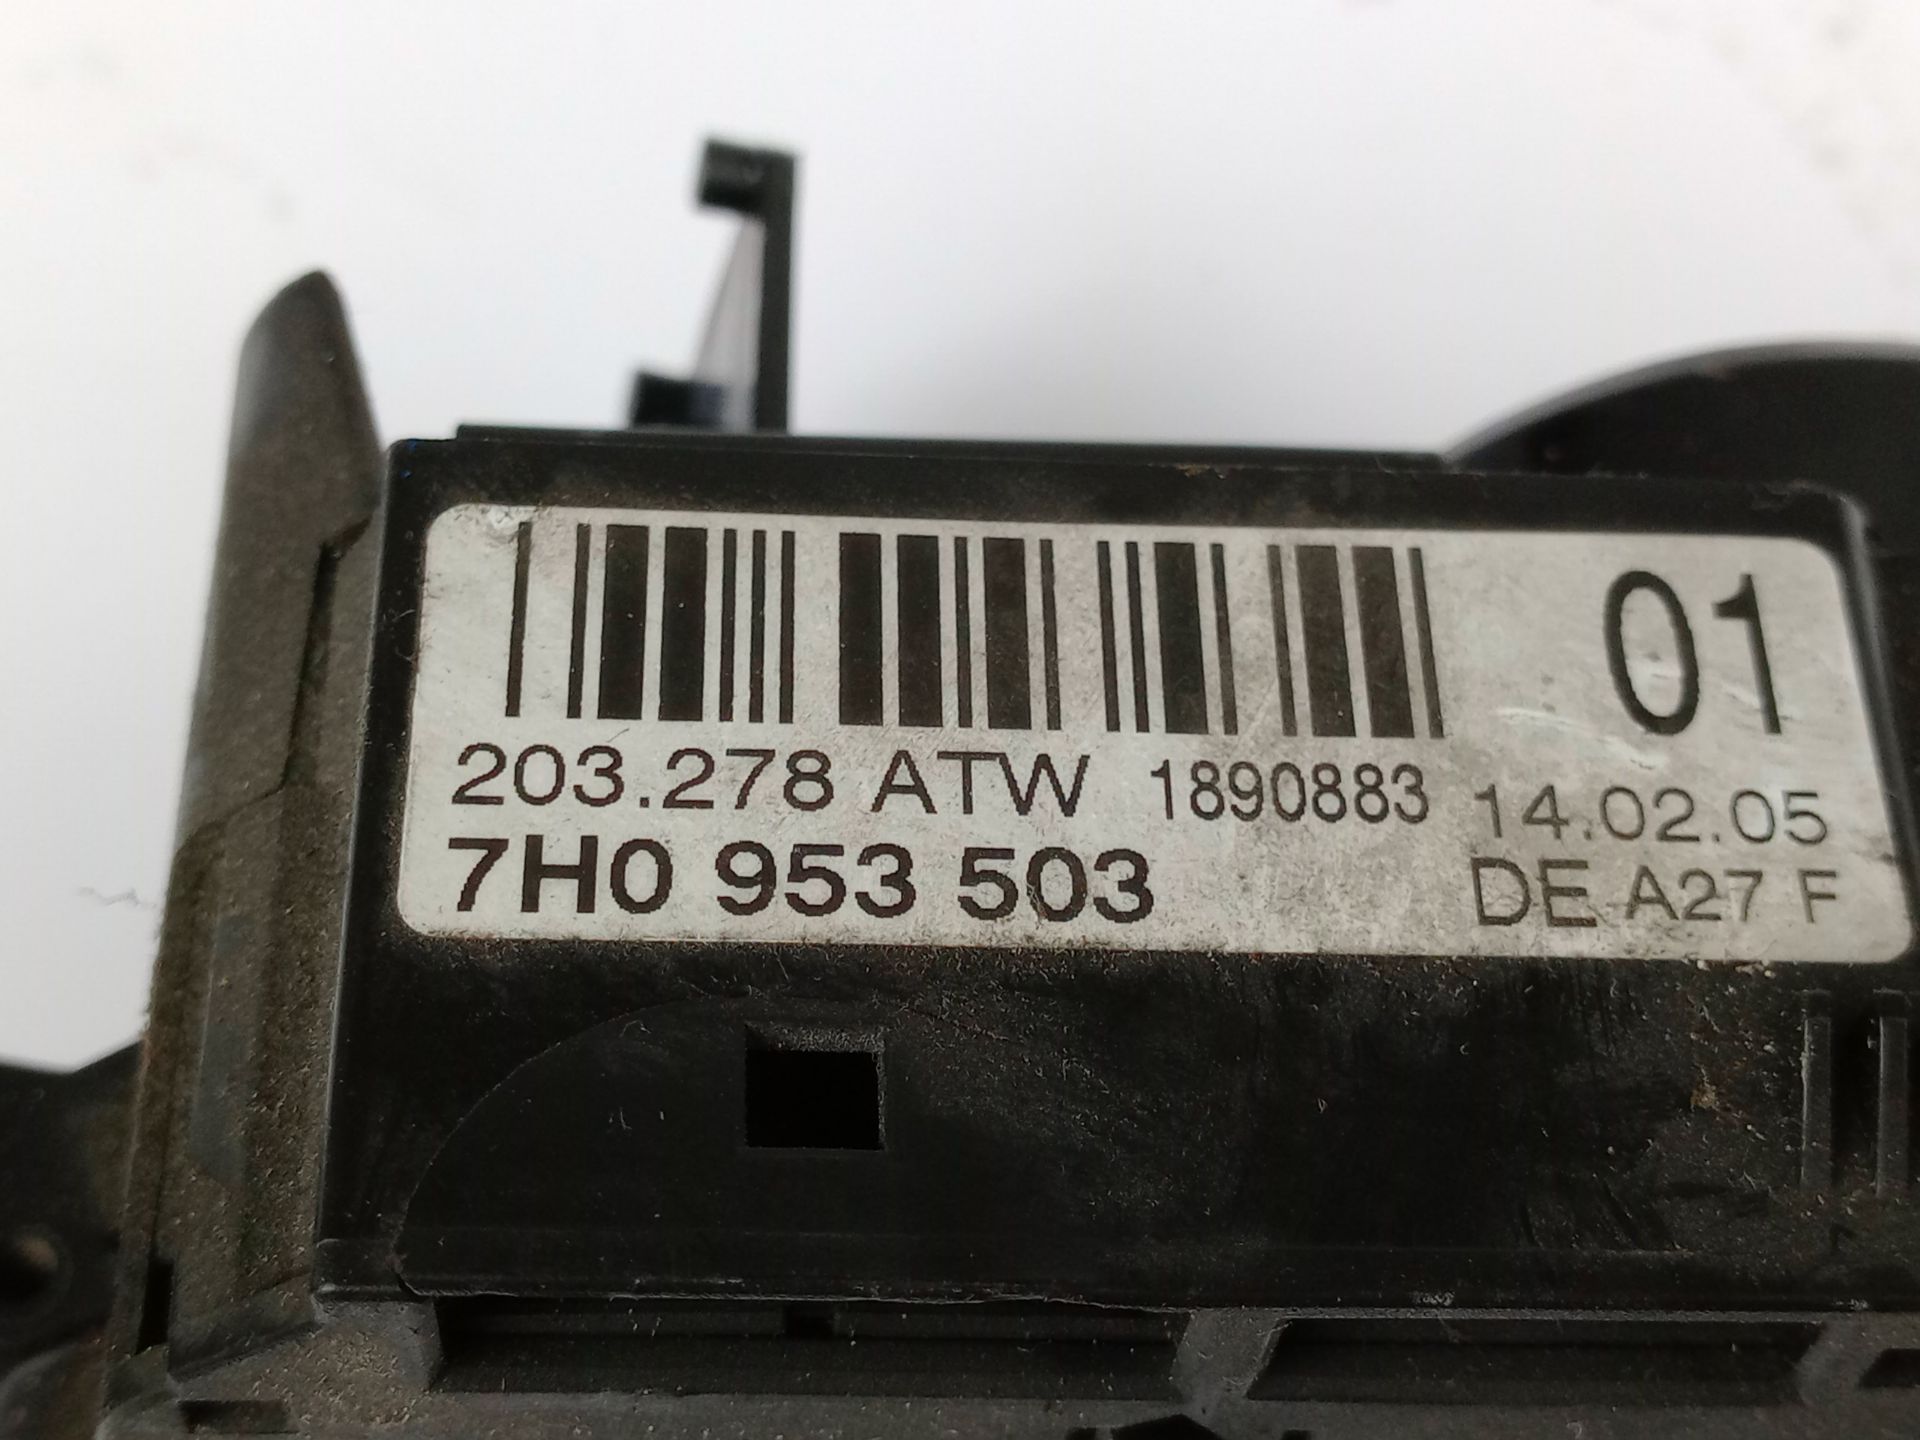 01
203.278 ATW 1890883 14.02.05
7H0 953 503 DE A27 F